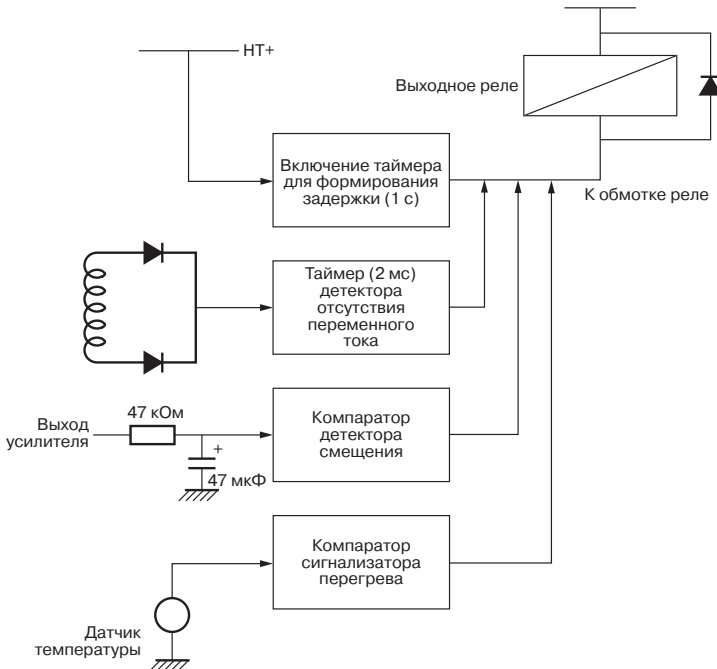 HT+
Выходное реле
Включение таймера
для формирования
задержки (1 с)
К обмотке реле
Таймер (2 мс)
детектора
отсутствия
переменного
тока
47 кОм
Выход
усилителя
+
47 мкФ
Компаратор
детектора
смещения
Компаратор
сигнализатора
перегрева
Датчик
температуры